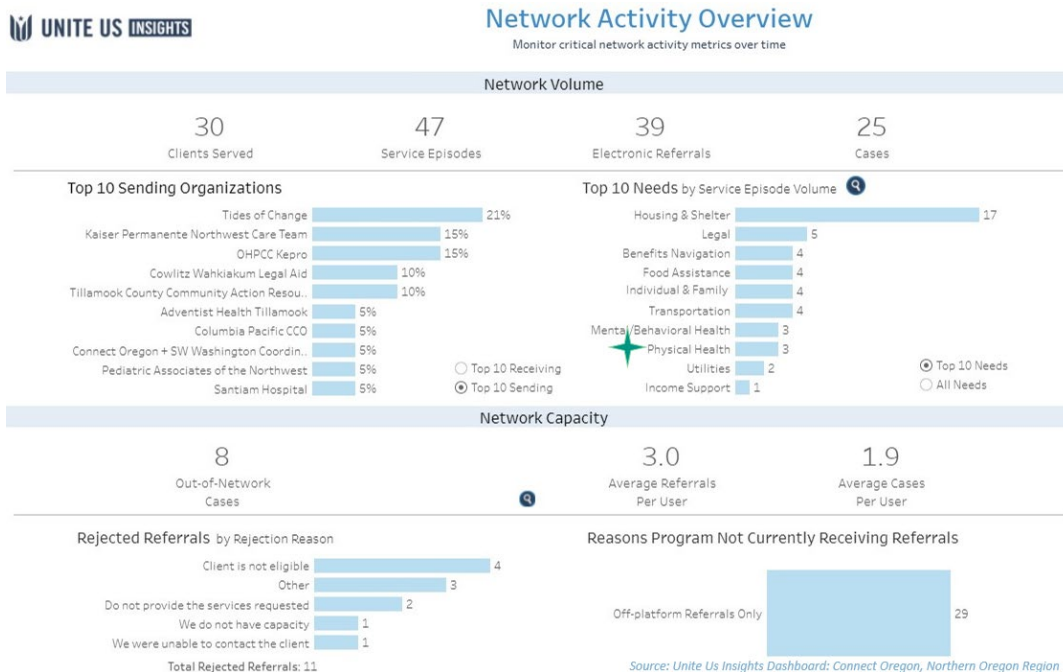 UNITE US INSIGHTS
Network Activity Overview
Monitor critical network activity metrics over time
Network Volume
30
Clients Served
47
Service Episodes
39
Electronic Referrals
25
Cases
Top 10 Sending Organizations
Tides of Change 21%
Kaiser Permanente Northwest Care Team 15%
OHPCC Kepro 15%
Cowlitz Wahkiakum Legal Aid 10%
Tillamook County Community Action Resou.. 10%
Adventist Health Tillamook 5%
Columbia Pacific CCO 5%
Connect Oregon + SW Washington Coordin.. 5%
Pediatric Associates of the Northwest 5%
Santiam Hospital 5%
Top 10 Receiving
Top 10 Sending
Top 10 Needs by Service Episode Volume
Housing & Shelter 17
Legal 5
Benefits Navigation 4
Food Assistance 4
Individual & Family 4
Transportation 4
Mental/Behavioral Health 3
Physical Health 3
Utilities 2
Income Support 1
Top 10 Needs
All Needs
Network Capacity
8
Out-of-Network
Cases
3.0
Average Referrals
Per User
1.9
Average Cases
Per User
Rejected Referrals by Rejection Reason
Client is not eligible 4
Other 3
Do not provide the services requested 2
We do not have capacity 1
We were unable to contact the client 1
Total Rejected Referrals: 11
Reasons Program Not Currently Receiving Referrals
Off-platform Referrals Only 29
Source: Unite Us Insights Dashboard: Connect Oregon, Northern Oregon Region